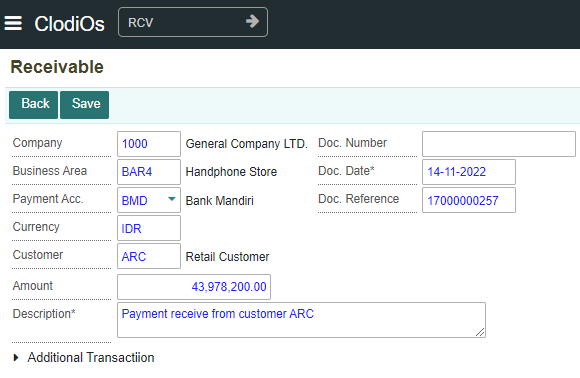 ClodiOs RCV
Receivable
Back Save
Company 1000 General Company LTD. Doc. Number
Business Area BAR4 Handphone Store Doc. Date* 14-11-2022
Payment Acc. BMD Bank Mandiri Doc. Reference 17000000257
Currency IDR
Customer ARC Retail Customer
Amount 43,978,200.00
Description* Payment receive from customer ARC
Additional Transactiion